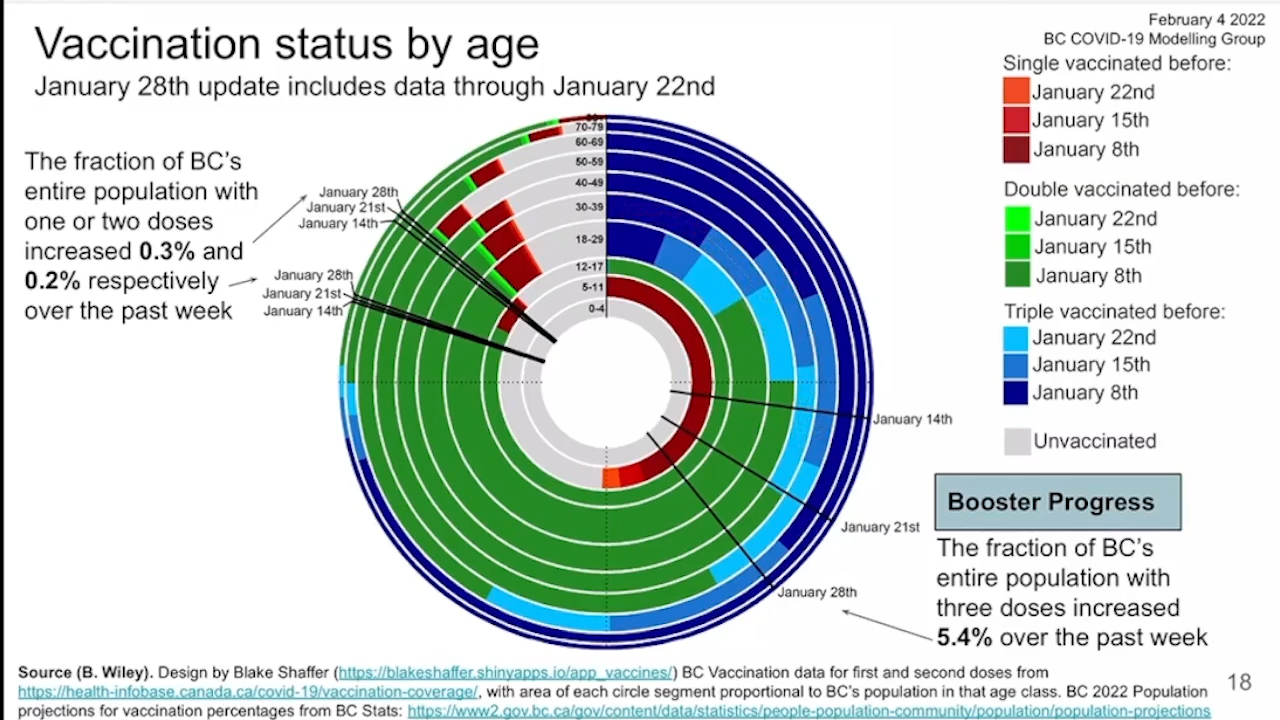 Vaccination status by age
January 28th update includes data through January 22nd
February 4 2022
BC COVID-19 Modelling Group
The fraction of BC's
entire population with
one or two doses
increased 0.3% and
0.2% respectively
over the past week
January 28th
January 21st
January 14th
January 28th
January 21st
January 14th
70-79
60-69
50-59
40-49
30-39
18-29
12-17
5-11
0-4
January 14th
January 21st
January 28th
Single vaccinated before:
January 22nd
January 15th
January 8th
Double vaccinated before:
January 22nd
January 15th
January 8th
Triple vaccinated before:
January 22nd
January 15th
January 8th
Unvaccinated
Booster Progress
The fraction of BC's
entire population with
three doses increased
5.4% over the past week
Source (B. Wiley). Design by Blake Shaffer (https://blakeshaffer.shinyapps.io/app_vaccines/) BC Vaccination data for first and second doses from
https://health-infobase.canada.ca/covid-19/vaccination-coverage/, with area of each circle segment proportional to BC's population in that age class. BC 2022 Population
projections for vaccination percentages from BC Stats: https://www2.gov.bc.ca/gov/content/data/statistics/people-population-community/population/population-projections
18